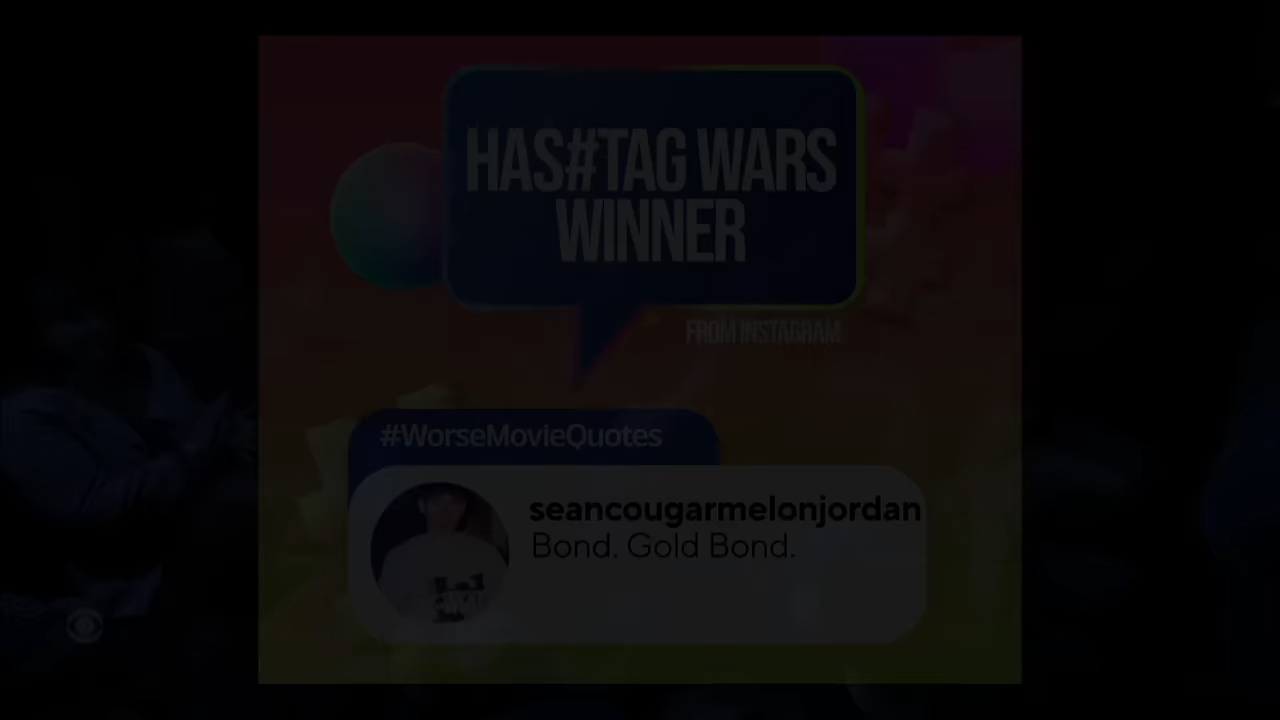 HAS#TAG WARS
WINNER
FROM INSTAGRAM
#WorseMovieQuotes
seancougarmelonjordan
Bond. Gold Bond.